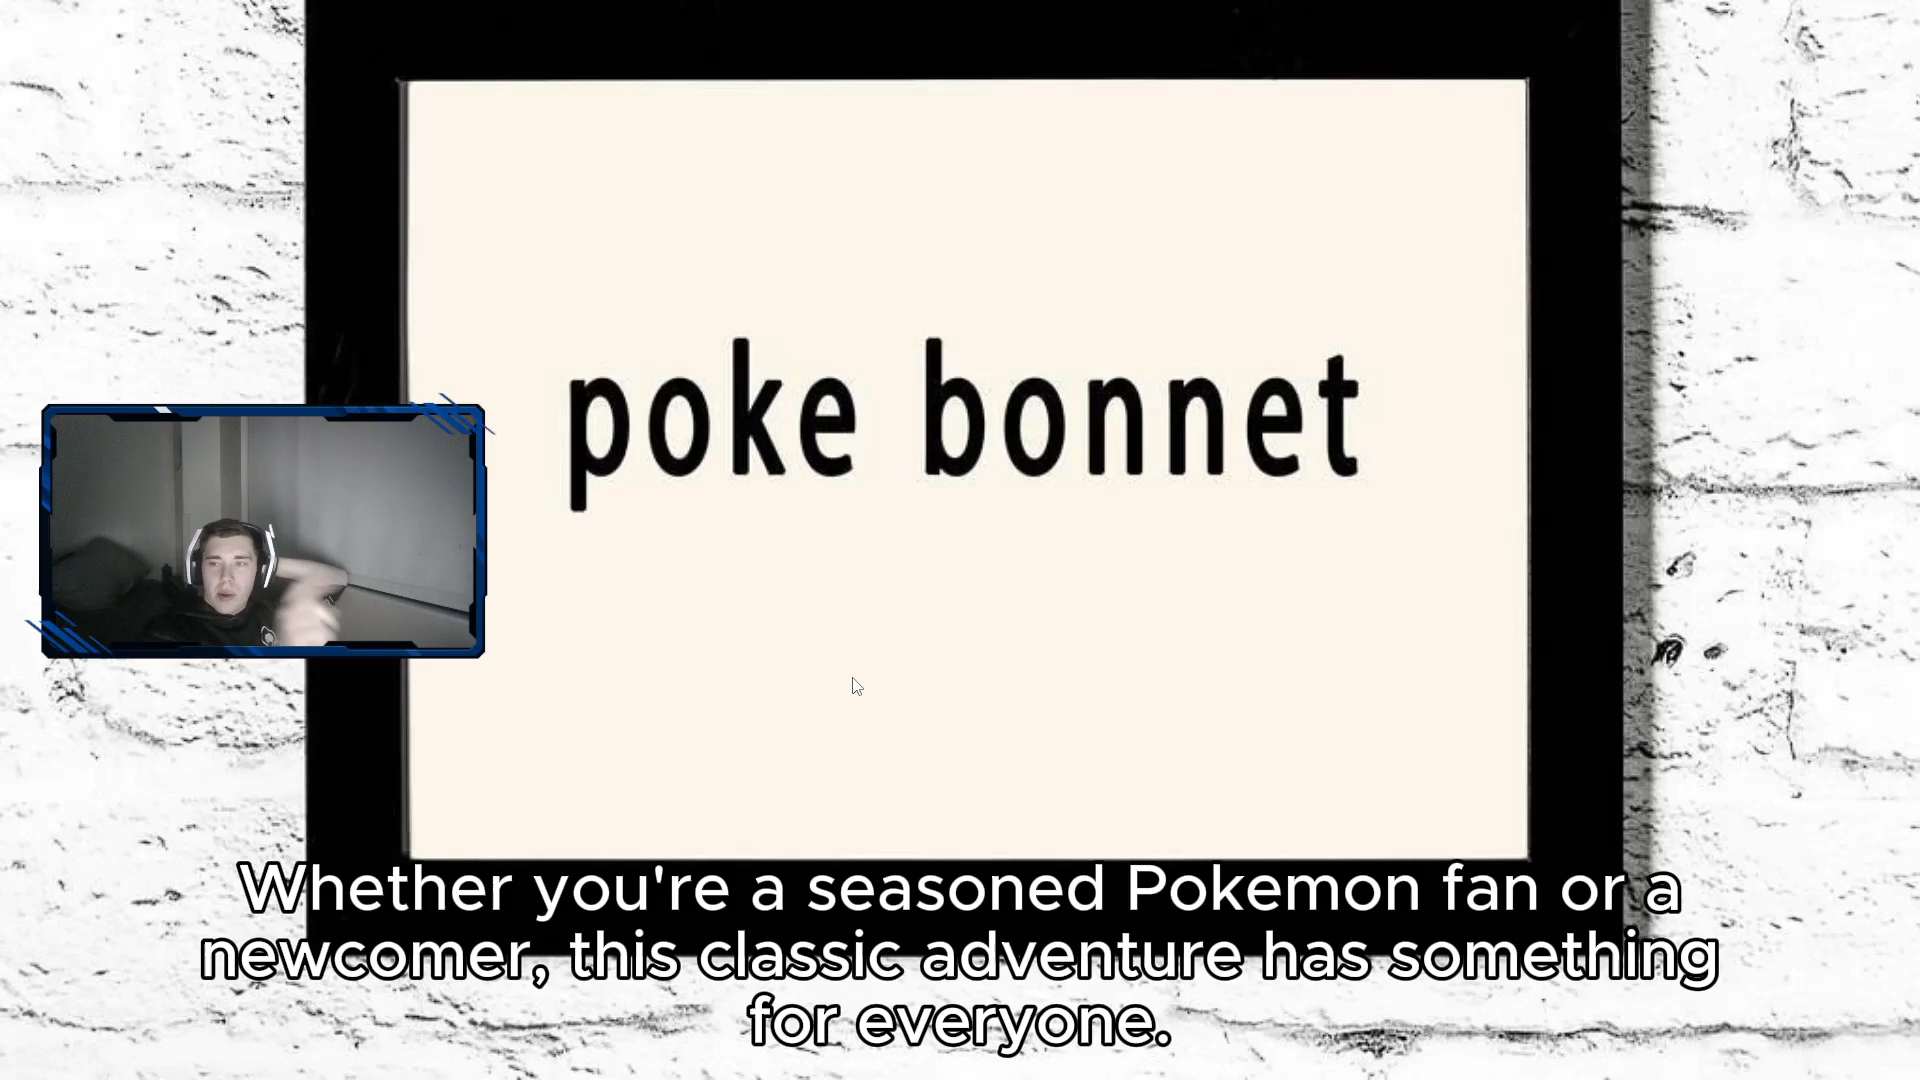 poke bonnet
Whether you're a seasoned Pokemon fan or a
newcomer, this classic adventure has something
for everyone.